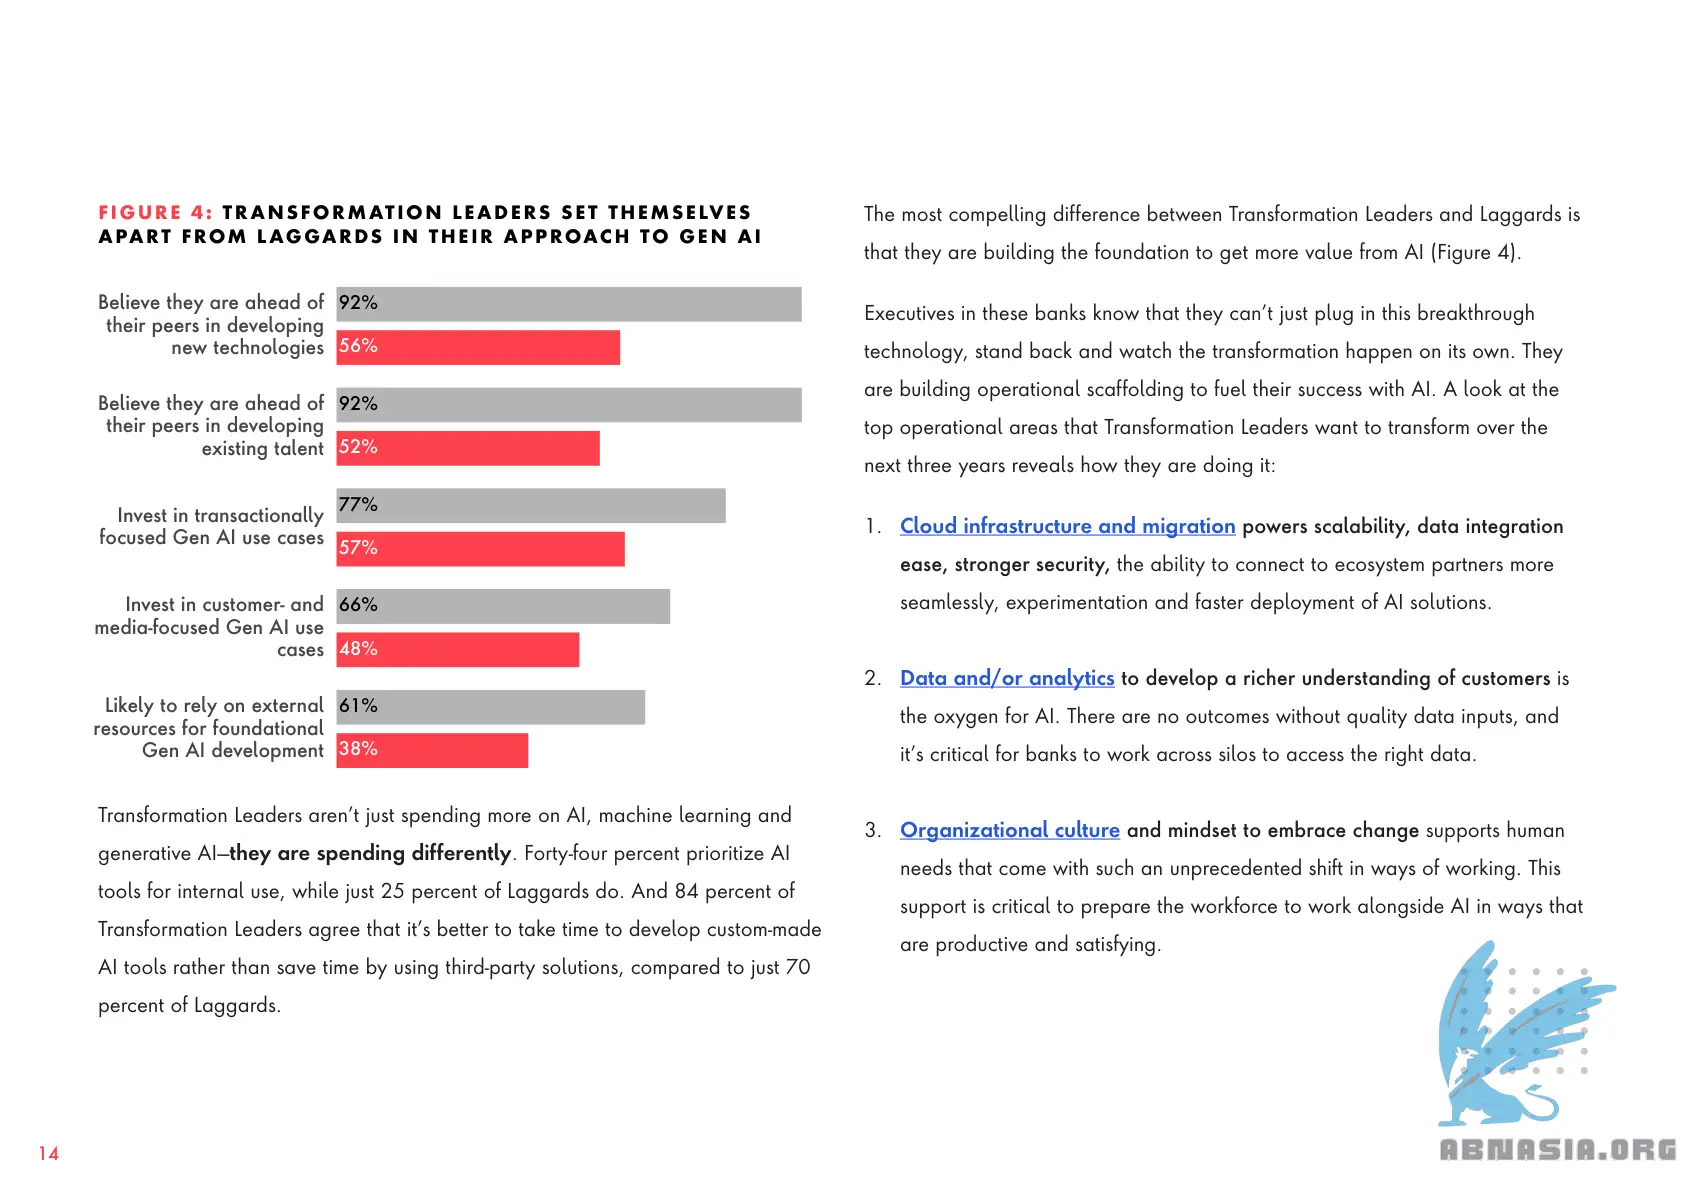 FIGURE 4: TRANSFORMATION LEADERS SET THEMSELVES
APART FROM LAGGARDS IN THEIR APPROACH TO GEN AI
Believe they are ahead of
their peers in developing
new technologies
92%
56%
Believe they are ahead of
their peers in developing
existing talent
92%
52%
Invest in transactionally
focused Gen AI use cases
77%
57%
Invest in customer- and
media-focused Gen AI use
cases
66%
48%
Likely to rely on external
resources for foundational
Gen AI development
61%
38%
Transformation Leaders aren’t just spending more on AI, machine learning and
generative AI—they are spending differently. Forty-four percent prioritize AI
tools for internal use, while just 25 percent of Laggards do. And 84 percent of
Transformation Leaders agree that it’s better to take time to develop custom-made
AI tools rather than save time by using third-party solutions, compared to just 70
percent of Laggards.
The most compelling difference between Transformation Leaders and Laggards is
that they are building the foundation to get more value from AI (Figure 4).
Executives in these banks know that they can’t just plug in this breakthrough
technology, stand back and watch the transformation happen on its own. They
are building operational scaffolding to fuel their success with AI. A look at the
top operational areas that Transformation Leaders want to transform over the
next three years reveals how they are doing it:
1. Cloud infrastructure and migration powers scalability, data integration
ease, stronger security, the ability to connect to ecosystem partners more
seamlessly, experimentation and faster deployment of AI solutions.
2. Data and/or analytics to develop a richer understanding of customers is
the oxygen for AI. There are no outcomes without quality data inputs, and
it’s critical for banks to work across silos to access the right data.
3. Organizational culture and mindset to embrace change supports human
needs that come with such an unprecedented shift in ways of working. This
support is critical to prepare the workforce to work alongside AI in ways that
are productive and satisfying.
14
ABNASIA.ORG